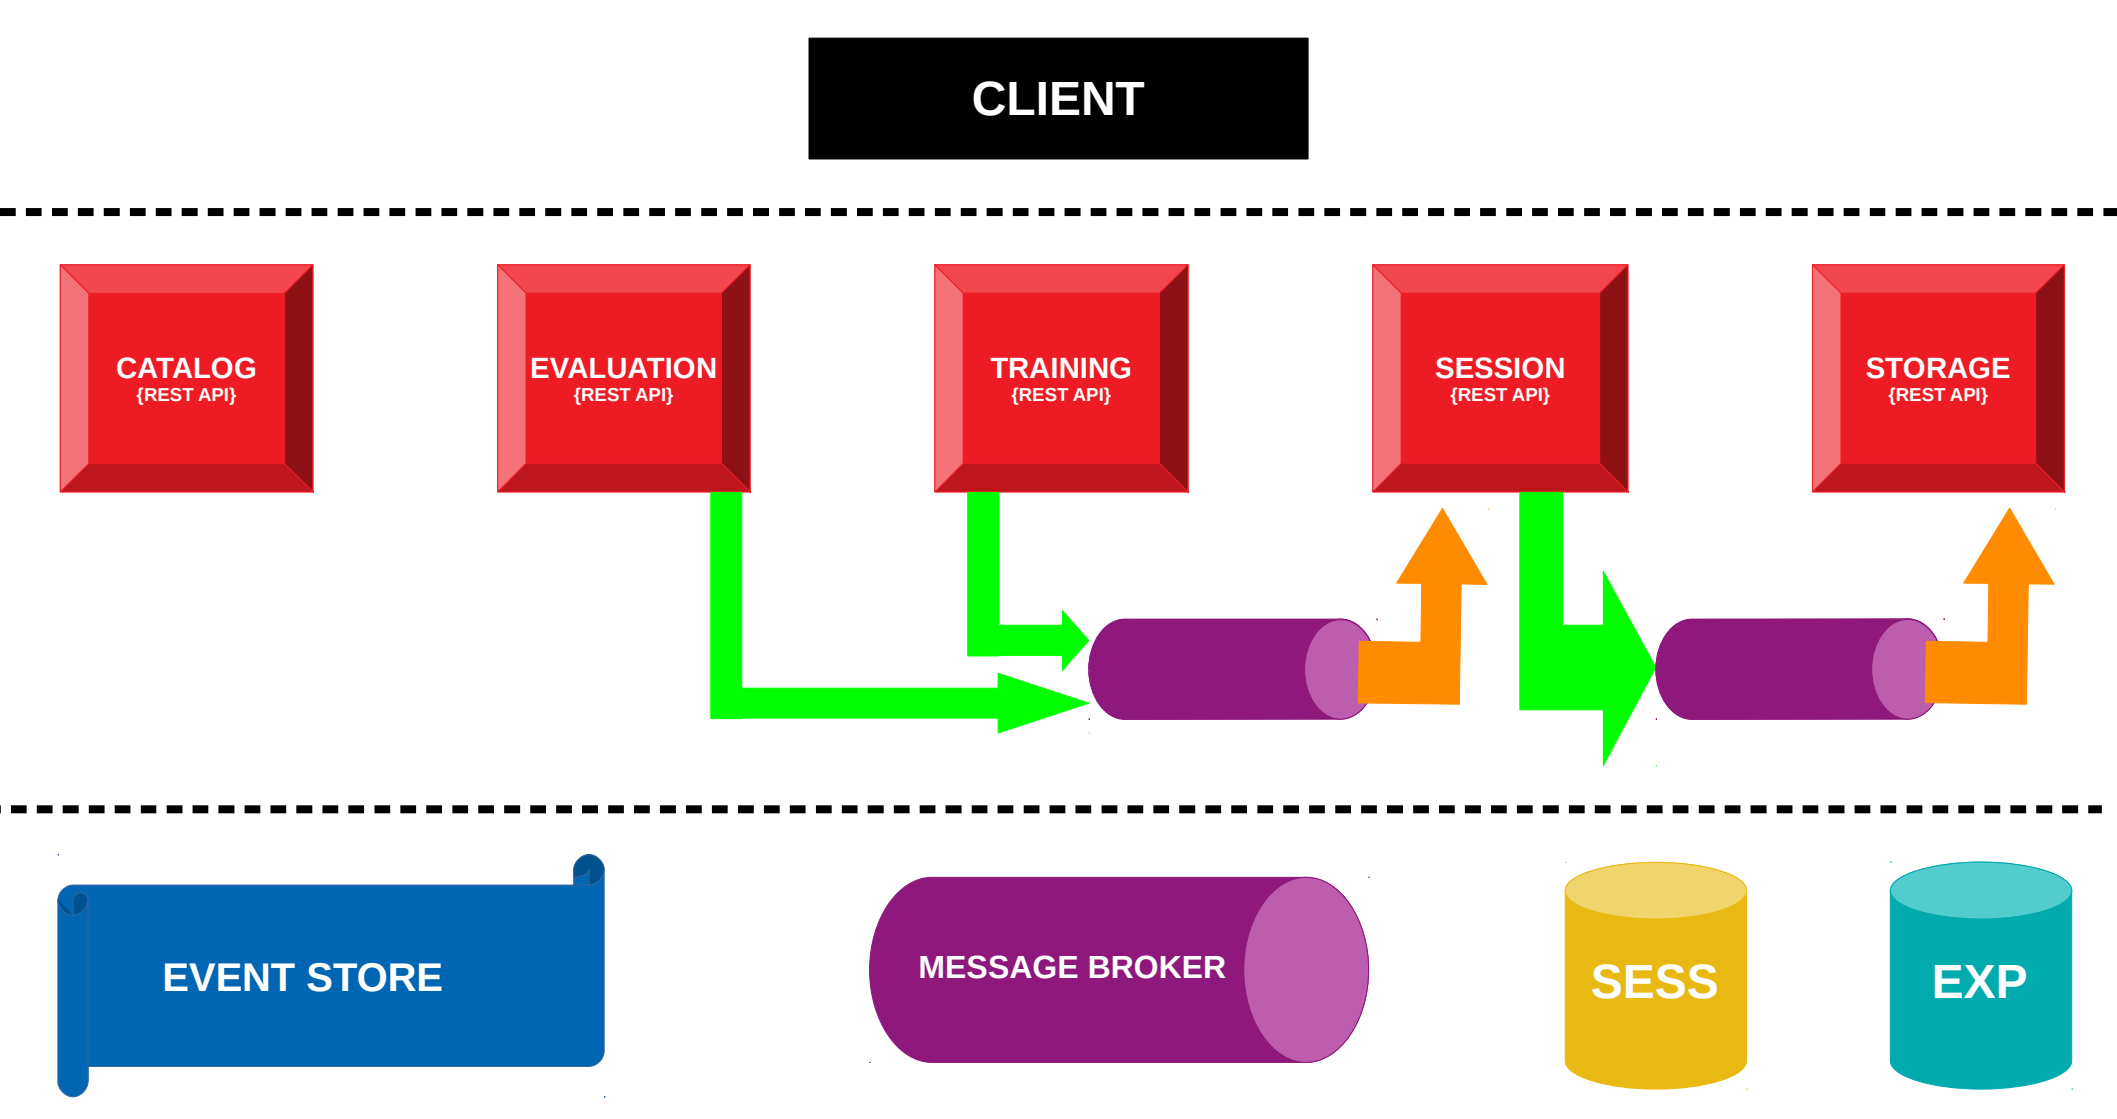 CLIENT
CATALOG
{REST API}
EVALUATION
{REST API}
TRAINING
{REST API}
SESSION
{REST API}
STORAGE
{REST API}
EVENT STORE
MESSAGE BROKER
SESS
EXP